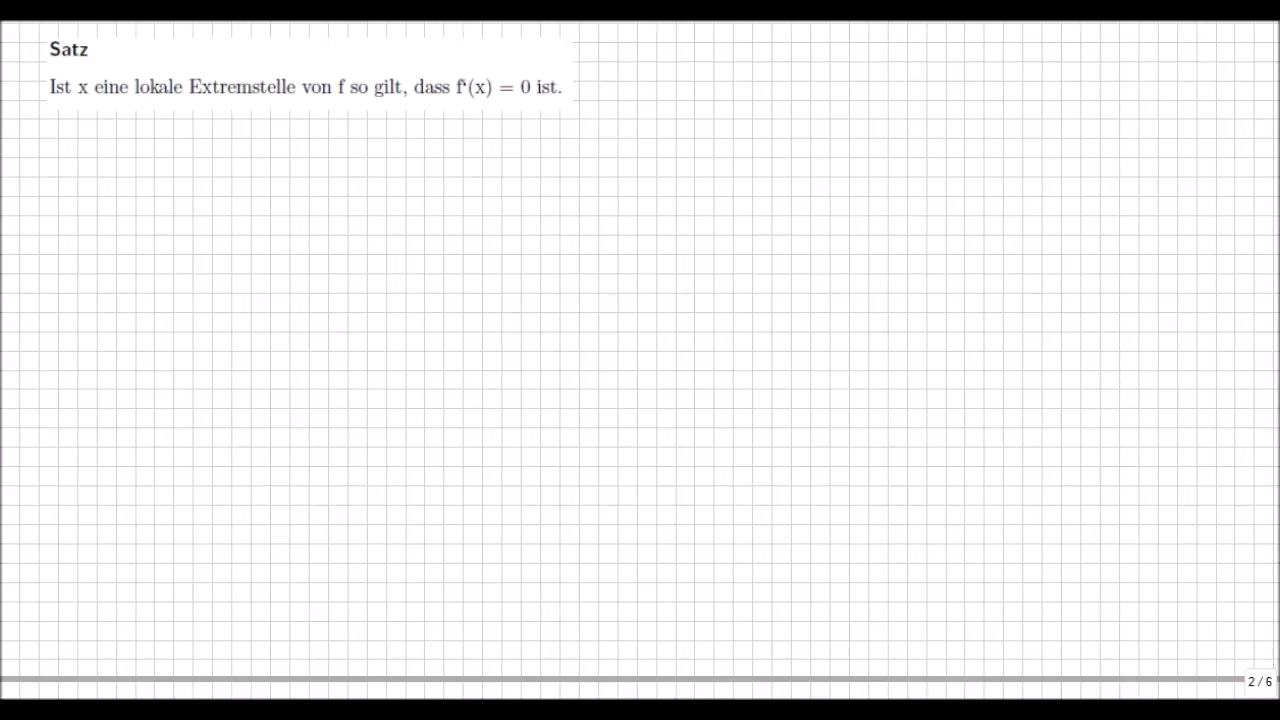 Satz
Ist x eine lokale Extremstelle von f so gilt, dass f'(x) = 0 ist.
2/6